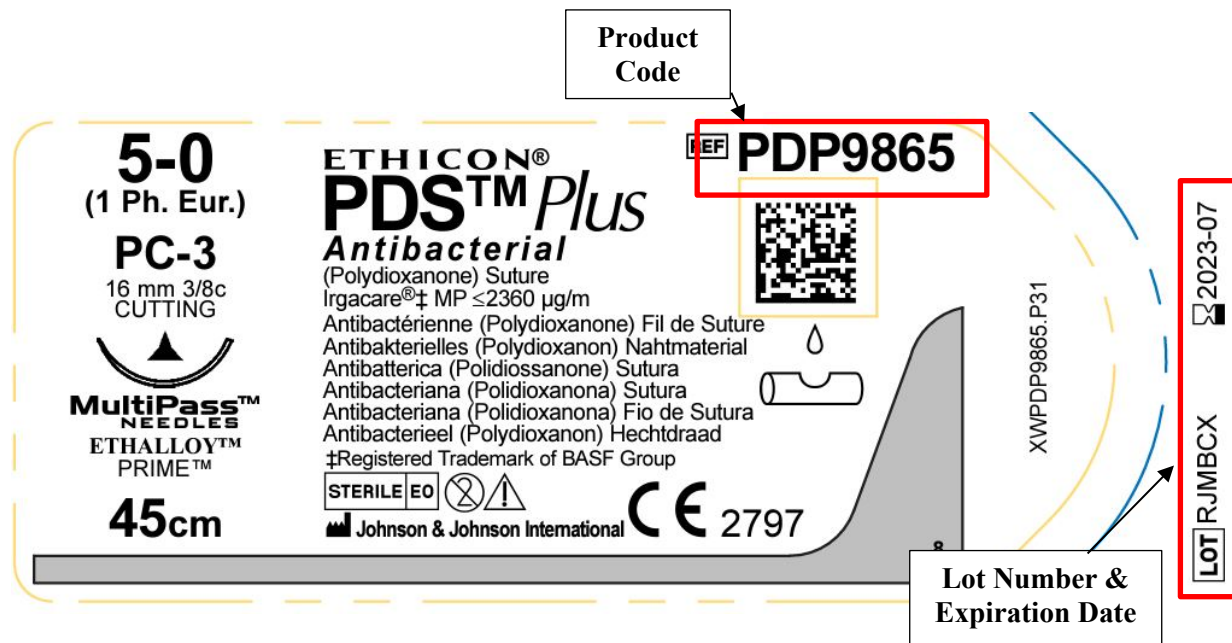 Product
Code
5-0
(1 Ph. Eur.)
PC-3
16 mm 3/8c
CUTTING
MultiPass™
NEEDLES
ETHALLOY™
PRIME™
45cm
ETHICON®
PDS™ Plus
Antibacterial
(Polydioxanone) Suture
Irgacare®‡ MP ≤2360 µg/m
Antibactérienne (Polydioxanone) Fil de Suture
Antibakterielles (Polydioxanon) Nahtmaterial
Antibatterica (Polidiossanone) Sutura
Antibacteriana (Polidioxanona) Sutura
Antibacteriana (Polidioxanona) Fio de Sutura
Antibacterieel (Polydioxanon) Hechtdraad
‡Registered Trademark of BASF Group
STERILE EO 2
Johnson & Johnson International CE 2797
REF PDP9865
XWPDP9865.P31
2023-07
LOT RJMBCX
Lot Number &
Expiration Date